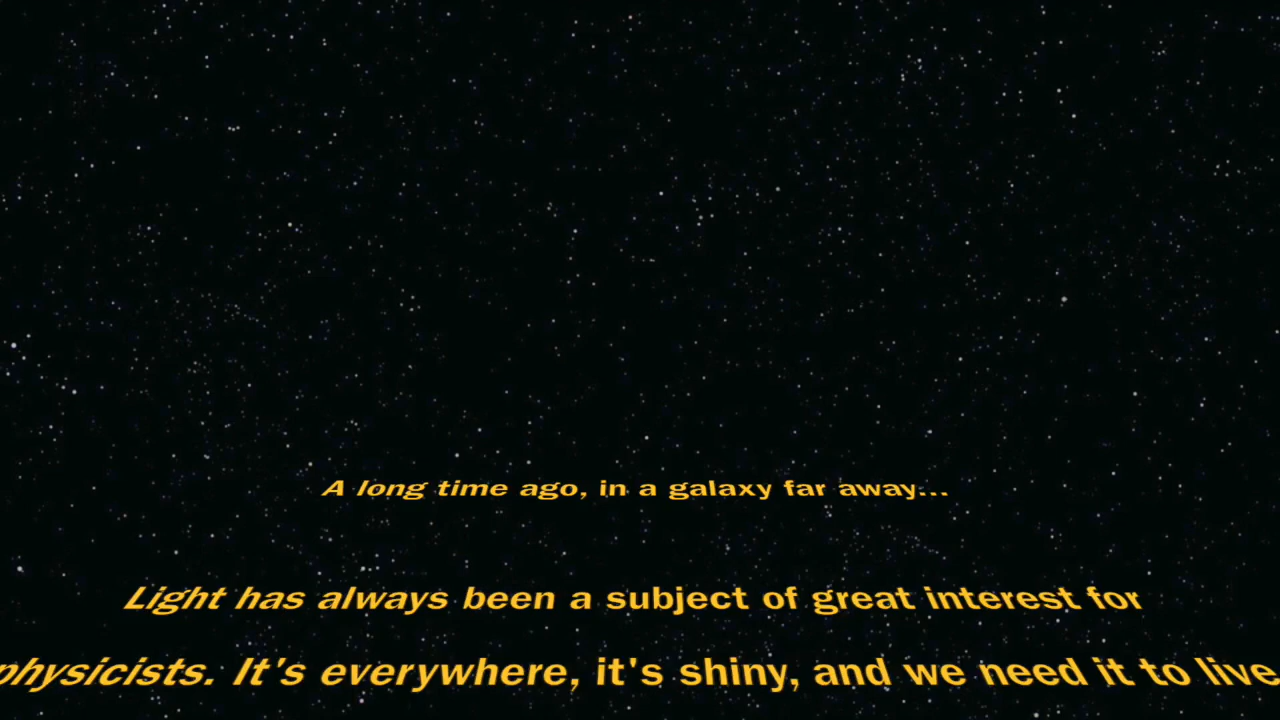 A long time ago, in a galaxy far away...
Light has always been a subject of great interest for
physicists. It's everywhere, it's shiny, and we need it to live